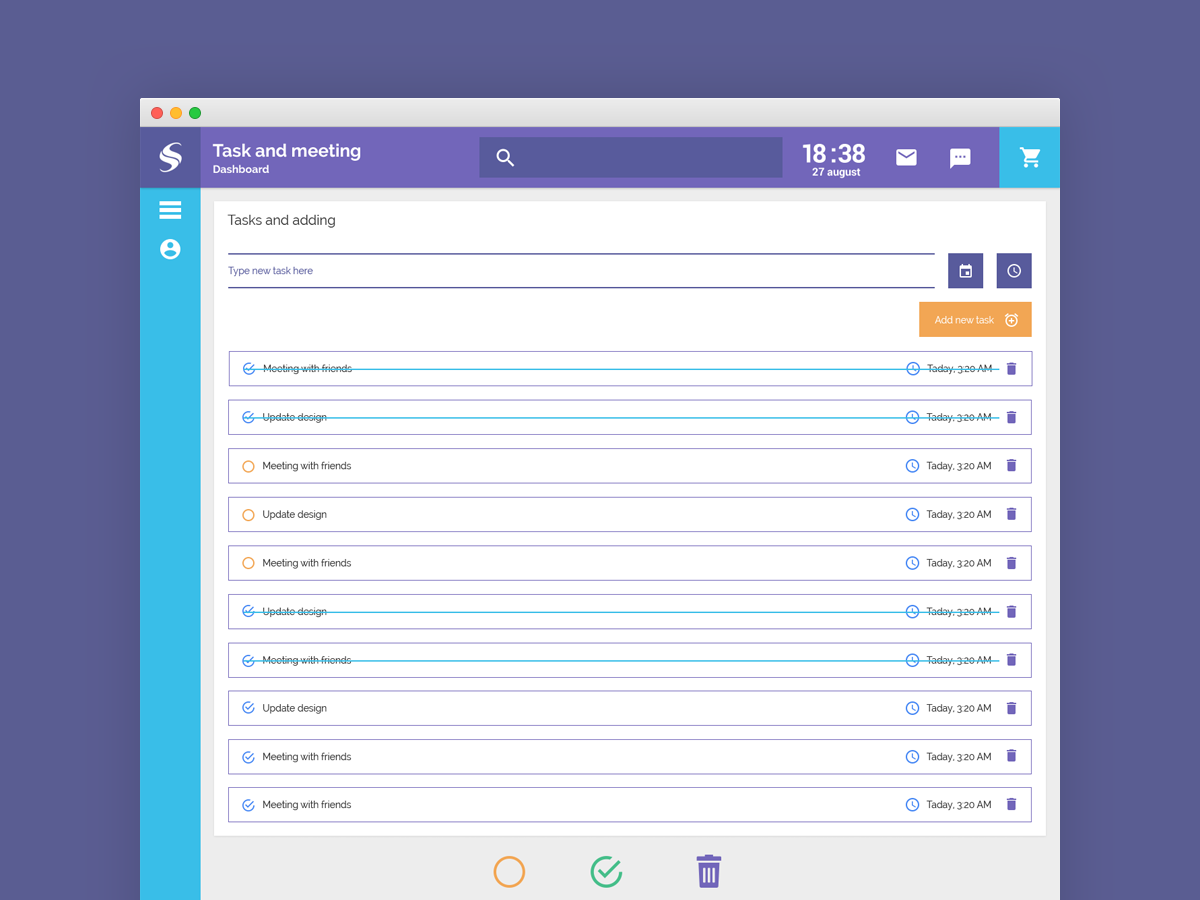 Task and meeting
Dashboard
18:38
27 august
Tasks and adding
Type new task here
Add new task
Meeting with friends Taday, 3:20 AM
Update design Taday, 3:20 AM
Meeting with friends Taday, 3:20 AM
Update design Taday, 3:20 AM
Meeting with friends Taday, 3:20 AM
Update design Taday, 3:20 AM
Meeting with friends Taday, 3:20 AM
Update design Taday, 3:20 AM
Meeting with friends Taday, 3:20 AM
Meeting with friends Taday, 3:20 AM